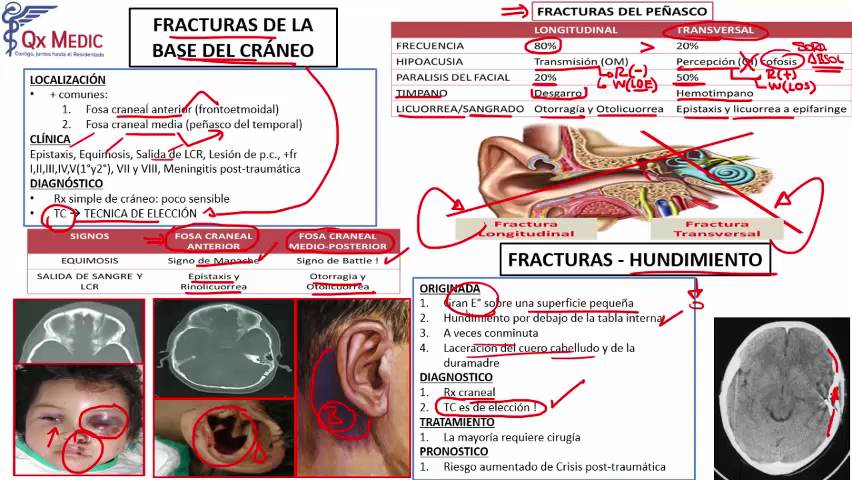 Qx MEDIC
Contigo, juntos hasta el Residentado
FRACTURAS DE LA
BASE DEL CRÁNEO
LOCALIZACIÓN
• + comunes:
1. Fosa craneal anterior (frontoetmoidal)
2. Fosa craneal media (peñasco del temporal)
CLÍNICA
Epistaxis, Equimosis, Salida de LCR, Lesión de p.c., +fr
I,II,III,IV,V(1°y2°), VII y VIII, Meningitis post-traumática
DIAGNÓSTICO
• Rx simple de cráneo: poco sensible
• TC → TECNICA DE ELECCIÓN
SIGNOS FOSA CRANEAL ANTERIOR FOSA CRANEAL MEDIO-POSTERIOR
EQUIMOSIS Signo de Mapache Signo de Battle !
SALIDA DE SANGRE Y LCR Epistaxis y Rinolicuorrea Otorragia y Otolicuorrea
B
FRACTURAS DEL PEÑASCO
LONGITUDINAL TRANSVERSAL
FRECUENCIA 80% > 20%
HIPOACUSIA Transmisión (OM) Percepción (OI) cofosis
SORD ABSOL
PARALISIS DEL FACIAL 20% 50%
R(-)
W(LOE)
R(+)
W(LOS)
TIMPANO Desgarro Hemotimpano
LICUORREA/SANGRADO Otorragía y Otolicuorrea Epistaxis y licuorrea a epifaringe
Fractura
Longitudinal
Fractura
Transversal
FRACTURAS - HUNDIMIENTO
ORIGINADA
1. Gran E° sobre una superficie pequeña
2. Hundimiento por debajo de la tabla interna
3. A veces conminuta
4. Laceración del cuero cabelludo y de la
duramadre
DIAGNOSTICO
1. Rx craneal
2. TC es de elección !
TRATAMIENTO
1. La mayoría requiere cirugía
PRONOSTICO
1. Riesgo aumentado de Crisis post-traumática